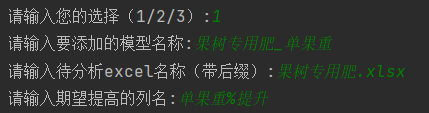 请输入您的选择（1/2/3）:1
请输入要添加的模型名称:果树专用肥_单果重
请输入待分析excel名称（带后缀）:果树专用肥.xlsx
请输入期望提高的列名:单果重%提升